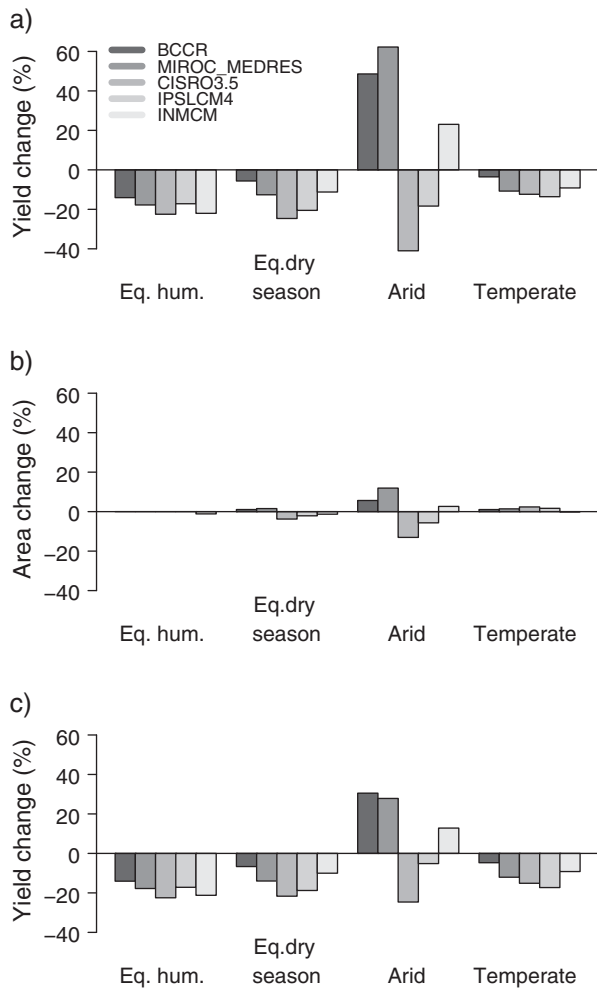 a)
Yield change (%)
60
40
20
0
−20
−40
BCCR
MIROC_MEDRES
CISRO3.5
IPSLCM4
INMCM
Eq. hum.
Eq.dry
season
Arid
Temperate
b)
Area change (%)
60
40
20
0
−20
−40
Eq. hum.
Eq.dry
season
Arid
Temperate
c)
Yield change (%)
60
40
20
0
−20
−40
Eq. hum.
Eq.dry
season
Arid
Temperate